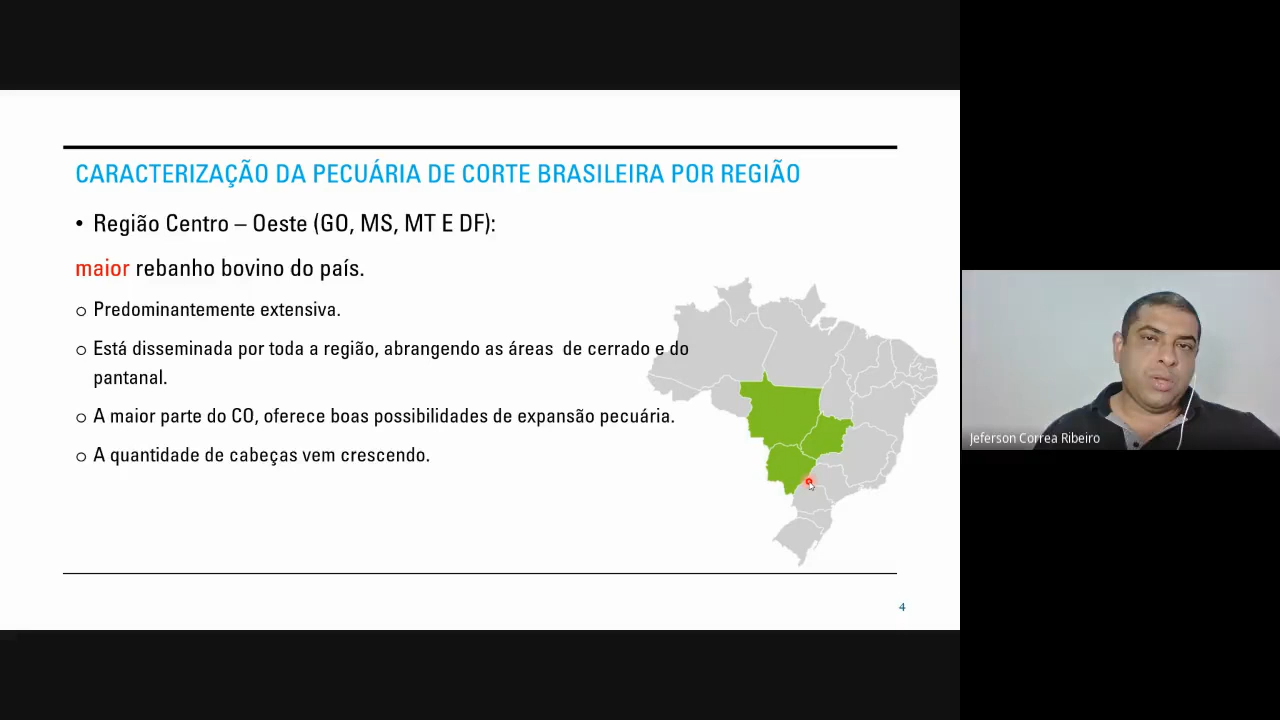 CARACTERIZAÇÃO DA PECUÁRIA DE CORTE BRASILEIRA POR REGIÃO
• Região Centro – Oeste (GO, MS, MT E DF):
maior rebanho bovino do país.
o Predominantemente extensiva.
o Está disseminada por toda a região, abrangendo as áreas de cerrado e do
pantanal.
o A maior parte do CO, oferece boas possibilidades de expansão pecuária.
o A quantidade de cabeças vem crescendo.
4
Jeferson Correa Ribeiro